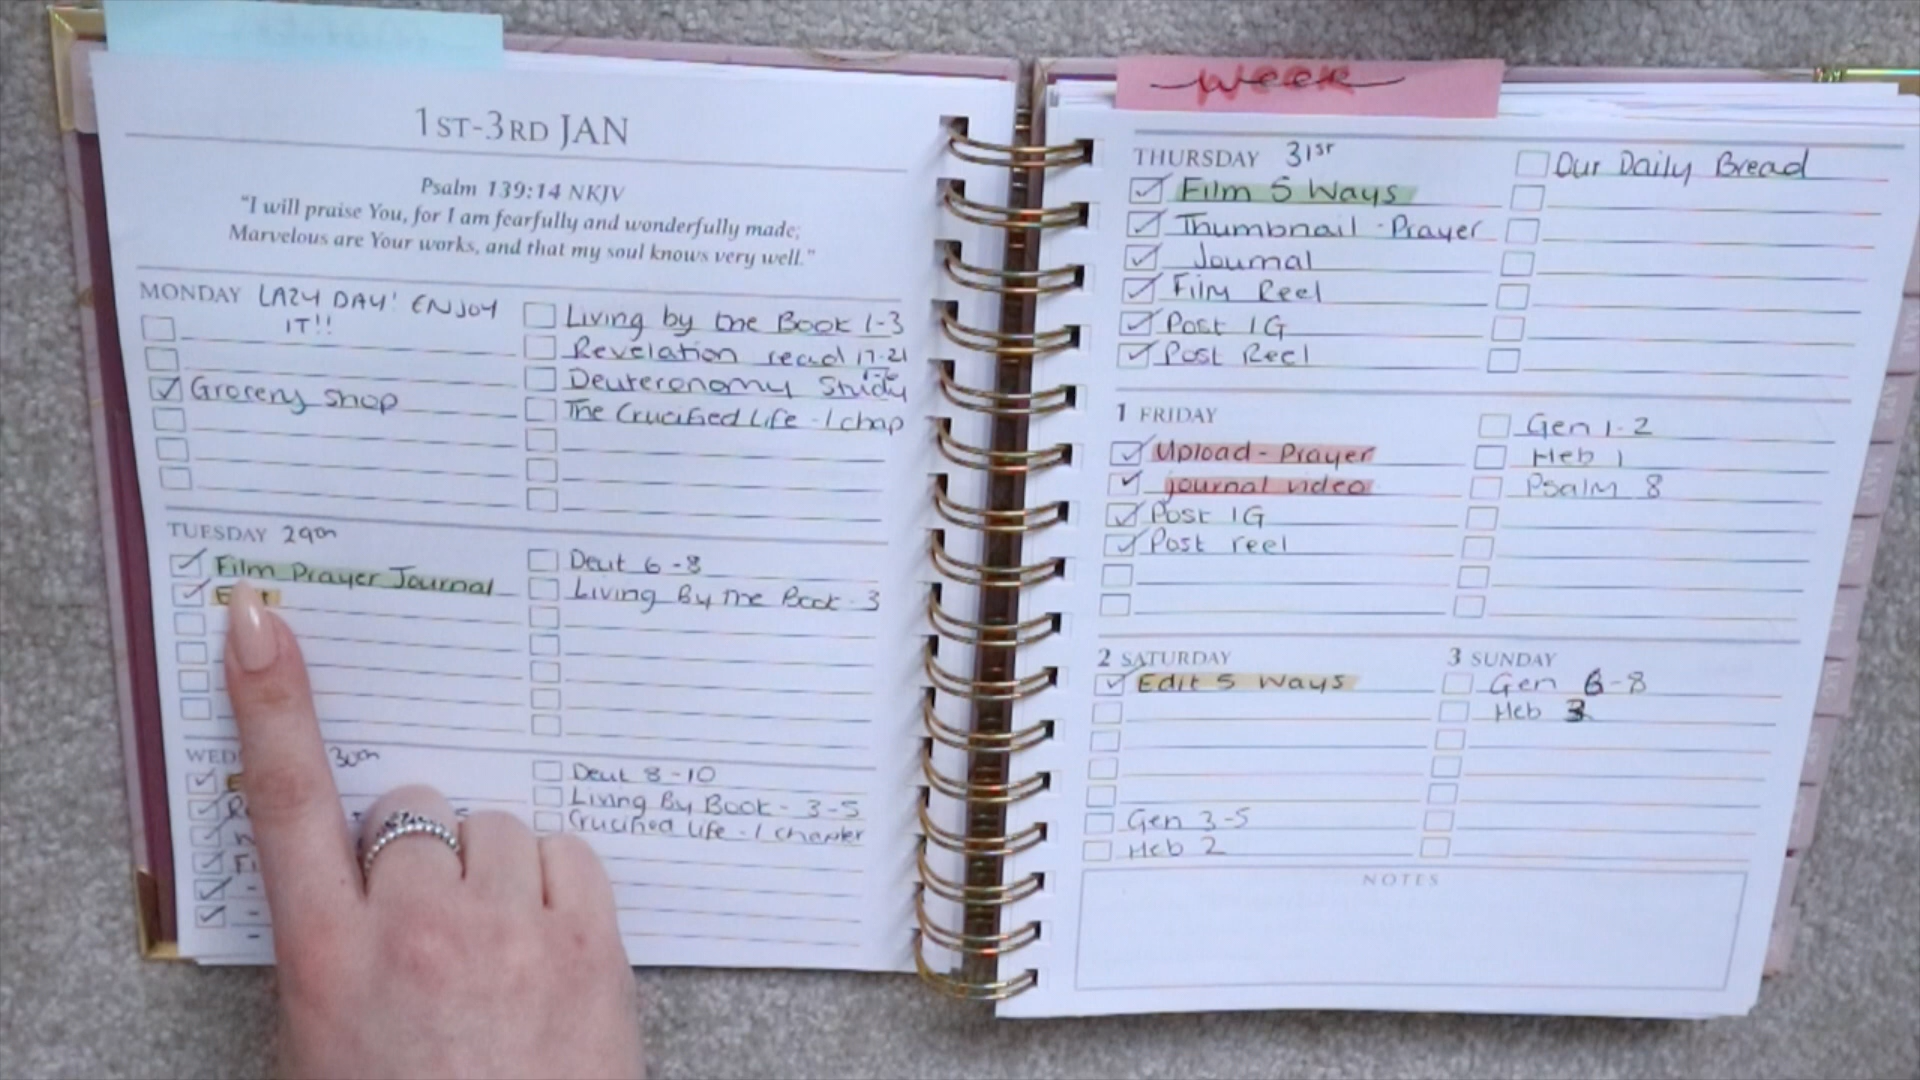 1ST-3RD JAN
Psalm 139:14 NKJV
"I will praise You, for I am fearfully and wonderfully made;
Marvelous are Your works, and that my soul knows very well."
MONDAY LAZY DAY! ENJOY
IT!!
Grocery shop
Living by the Book 1-3
Revelation read 17-21
Deuteronomy Study
The Crucified Life - 1 chap
TUESDAY 29th
Film Prayer Journal
Deut 6-8
Living By the Book - 3
30th
Deut 8-10
Living By Book - 3-5
Crucified Life - 1 chapter
week
THURSDAY 31st
Film 5 Ways
Thumbnail - Prayer
Journal
Film Reel
Post IG
Post Reel
Our Daily Bread
1 FRIDAY
Upload - Prayer
journal video
Post IG
Post reel
Gen 1-2
Heb 1
Psalm 8
2 SATURDAY
Edit 5 Ways
Gen 3-5
Heb 2
3 SUNDAY
Gen 6-8
Heb 3
NOTES